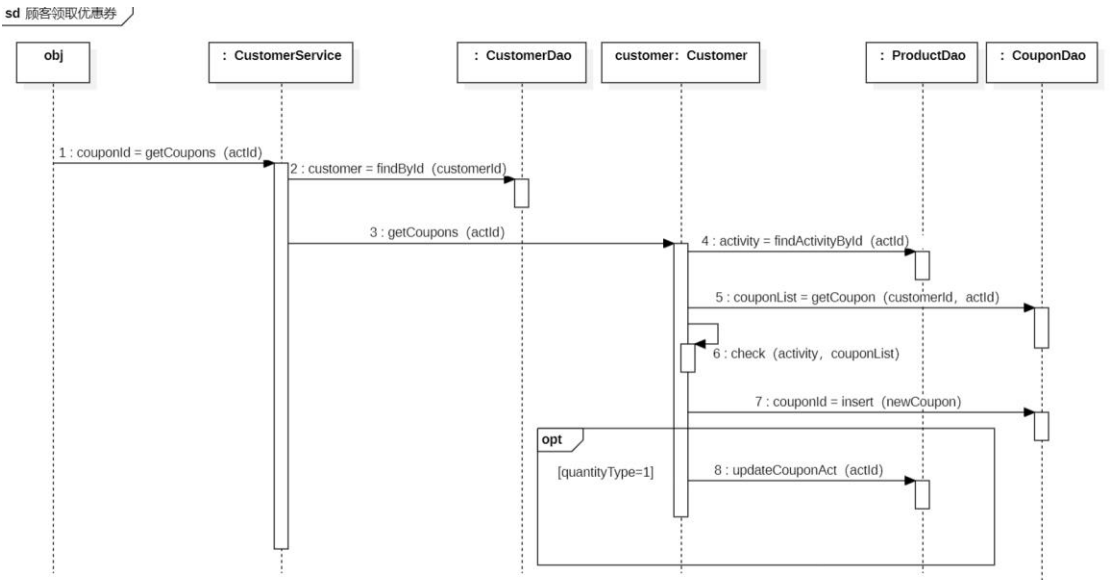 sd 顾客领取优惠券
obj
: CustomerService
: CustomerDao
customer: Customer
: ProductDao
: CouponDao
1 : couponId = getCoupons (actId)
2 : customer = findById (customerId)
3 : getCoupons (actId)
4 : activity = findActivityById (actId)
5 : couponList = getCoupon (customerId, actId)
6 : check (activity, couponList)
7 : couponId = insert (newCoupon)
opt
[quantityType=1]
8 : updateCouponAct (actId)